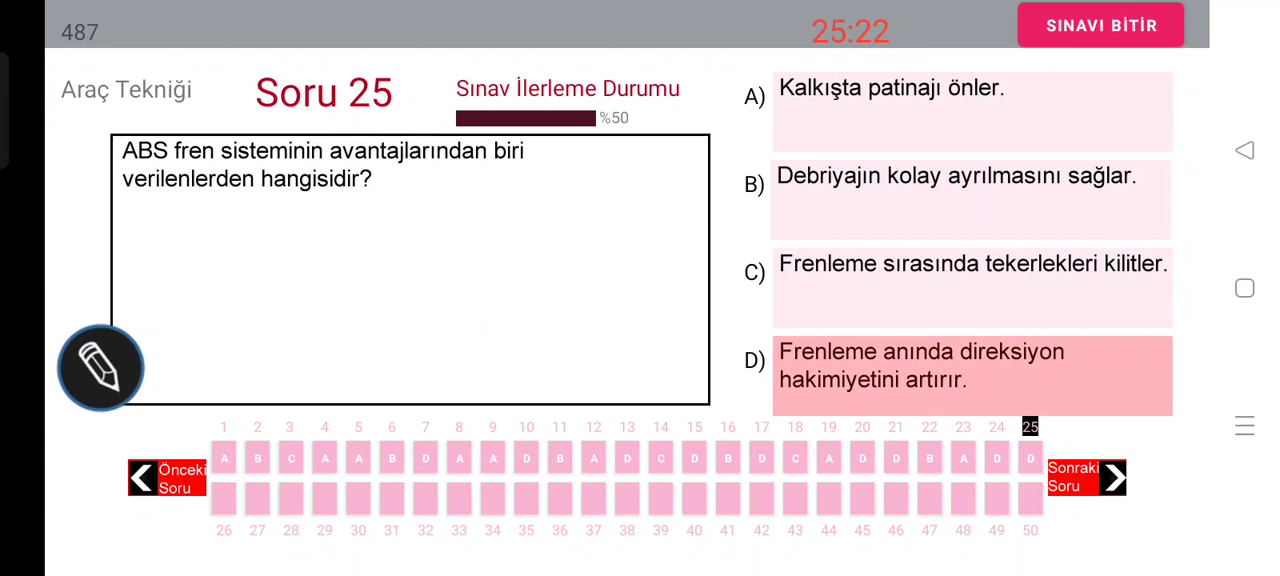 487
25:22
SINAVI BİTİR
Araç Tekniği
Soru 25
Sınav İlerleme Durumu
%50
ABS fren sisteminin avantajlarından biri
verilenlerden hangisidir?
A) Kalkışta patinajı önler.
B) Debriyajın kolay ayrılmasını sağlar.
C) Frenleme sırasında tekerlekleri kilitler.
D) Frenleme anında direksiyon
hakimiyetini artırır.
1 2 3 4 5 6 7 8 9 10 11 12 13 14 15 16 17 18 19 20 21 22 23 24 25
A B C A A B D A A D B A D C D B D C A D D B A D D
Önceki
Soru
Sonraki
Soru
26 27 28 29 30 31 32 33 34 35 36 37 38 39 40 41 42 43 44 45 46 47 48 49 50